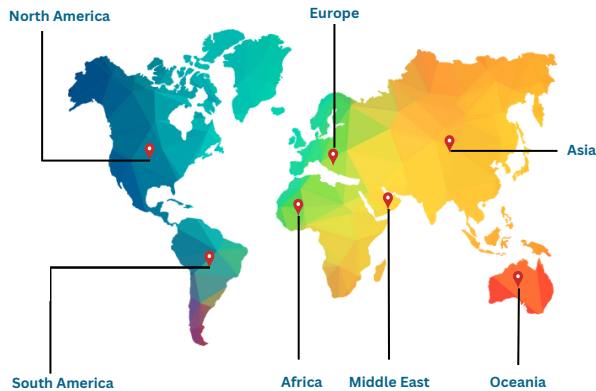 Europe
North America
Asia
South America
Africa
Middle East
Oceania